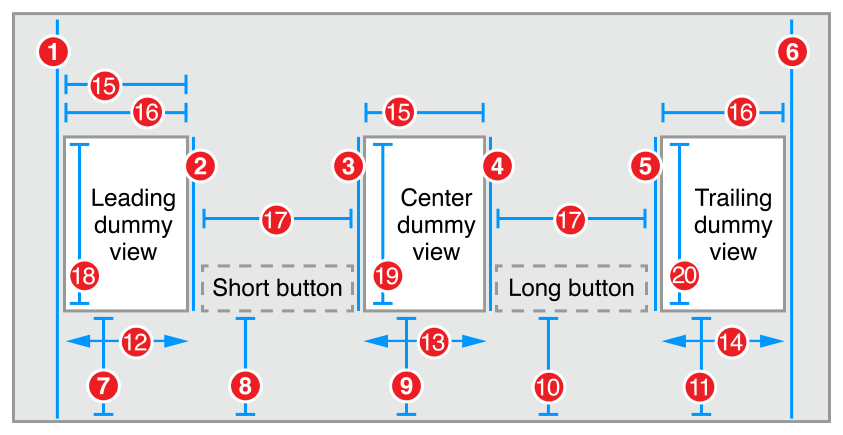 1
6
15
16
15
16
2
3
4
5
Leading
dummy
view
Center
dummy
view
Trailing
dummy
view
17
17
18
19
20
Short button
Long button
12
13
14
7
8
9
10
11